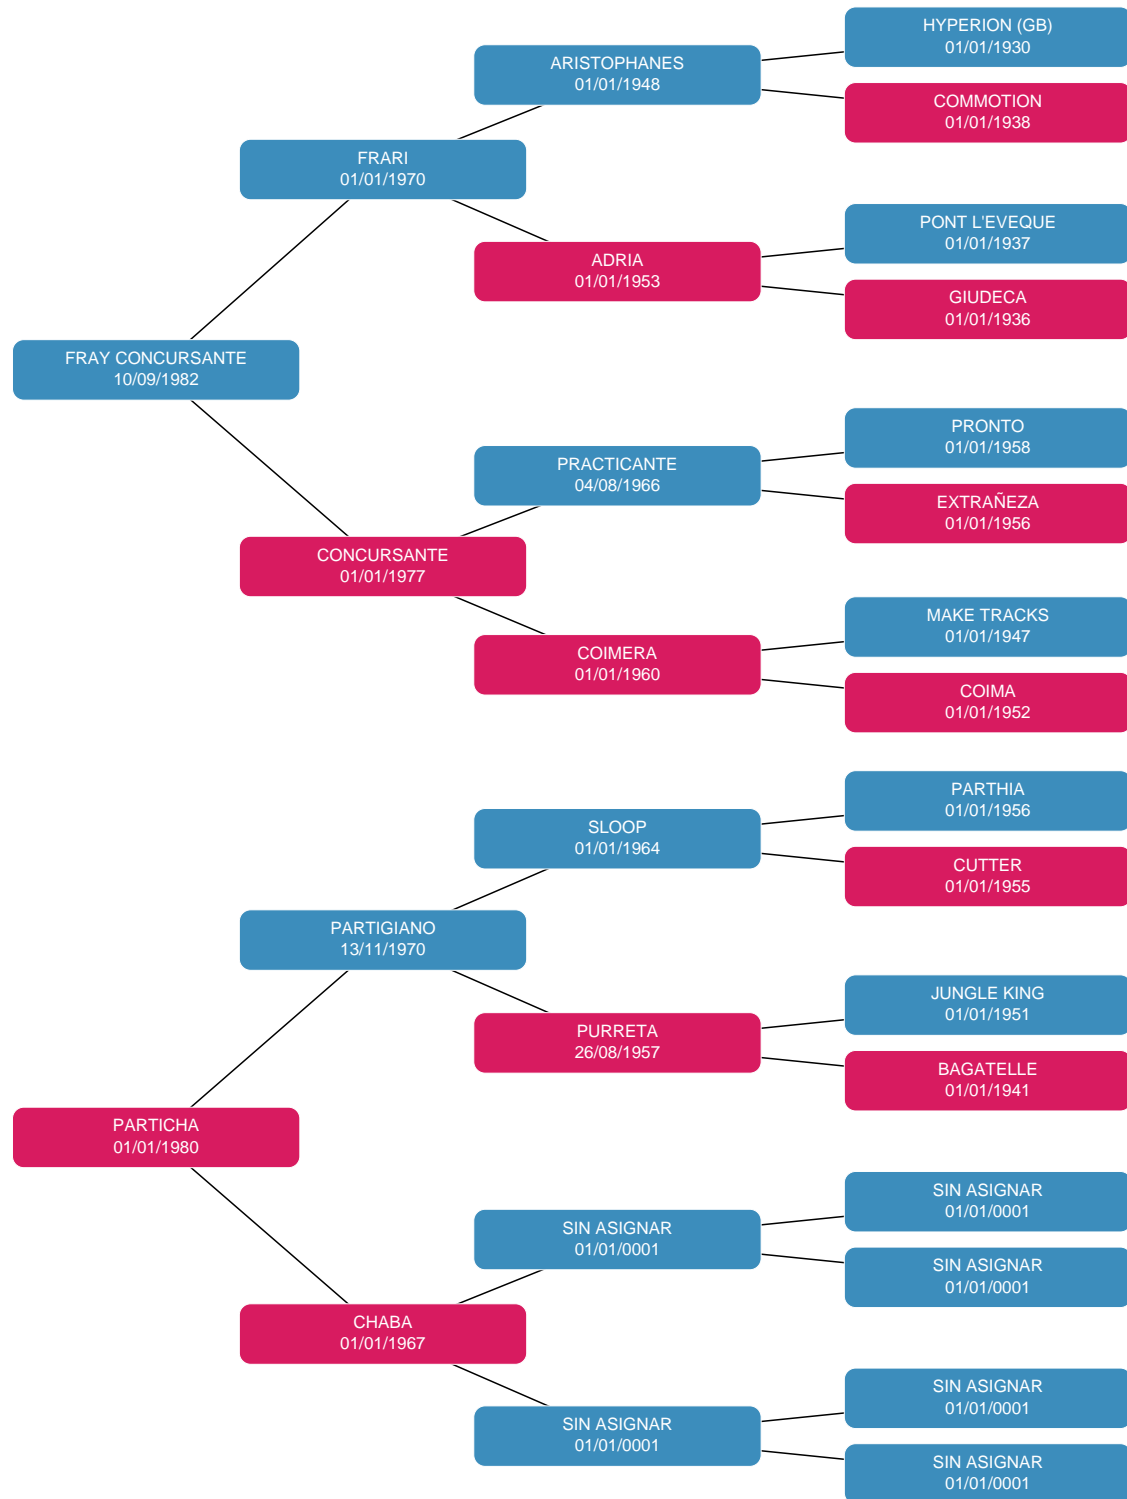 HYPERION (GB)
01/01/1930
ARISTOPHANES
01/01/1948
COMMOTION
01/01/1938
FRARI
01/01/1970
PONT L'EVEQUE
01/01/1937
ADRIA
01/01/1953
GIUDECA
01/01/1936
FRAY CONCURSANTE
10/09/1982
PRONTO
01/01/1958
PRACTICANTE
04/08/1966
EXTRAÑEZA
01/01/1956
CONCURSANTE
01/01/1977
MAKE TRACKS
01/01/1947
COIMERA
01/01/1960
COIMA
01/01/1952
PARTHIA
01/01/1956
SLOOP
01/01/1964
CUTTER
01/01/1955
PARTIGIANO
13/11/1970
JUNGLE KING
01/01/1951
PURRETA
26/08/1957
BAGATELLE
01/01/1941
PARTICHA
01/01/1980
SIN ASIGNAR
01/01/0001
SIN ASIGNAR
01/01/0001
SIN ASIGNAR
01/01/0001
CHABA
01/01/1967
SIN ASIGNAR
01/01/0001
SIN ASIGNAR
01/01/0001
SIN ASIGNAR
01/01/0001